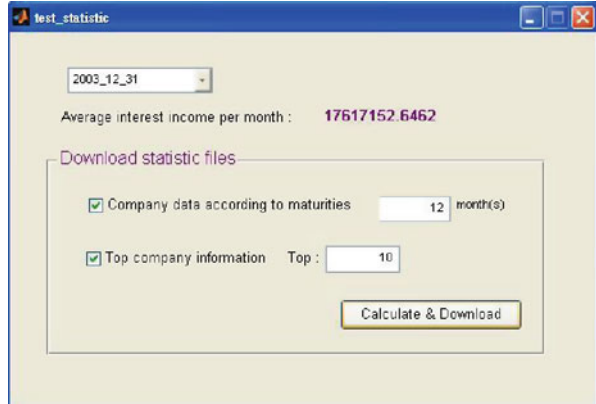 test_statistic
2003_12_31
Average interest income per month : 17617152.6462
Download statistic files
Company data according to maturities 12 month(s)
Top company information Top : 10
Calculate & Download